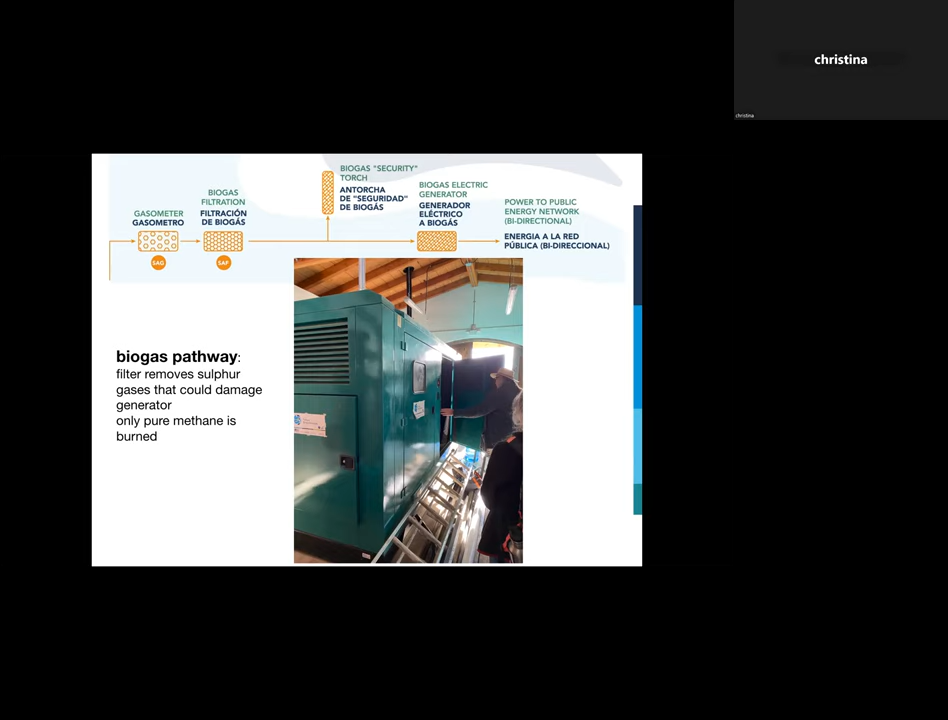 christina
christina
BIOGAS "SECURITY"
TORCH
ANTORCHA
DE "SEGURIDAD"
DE BIOGÁS
BIOGAS
FILTRATION
FILTRACIÓN
DE BIOGÁS
GASOMETER
GASOMETRO
BIOGAS ELECTRIC
GENERATOR
GENERADOR
ELÉCTRICO
A BIOGÁS
POWER TO PUBLIC
ENERGY NETWORK
(BI-DIRECTIONAL)
ENERGIA A LA RED
PÚBLICA (BI-DIRECCIONAL)
SAG
SAF
biogas pathway:
filter removes sulphur
gases that could damage
generator
only pure methane is
burned